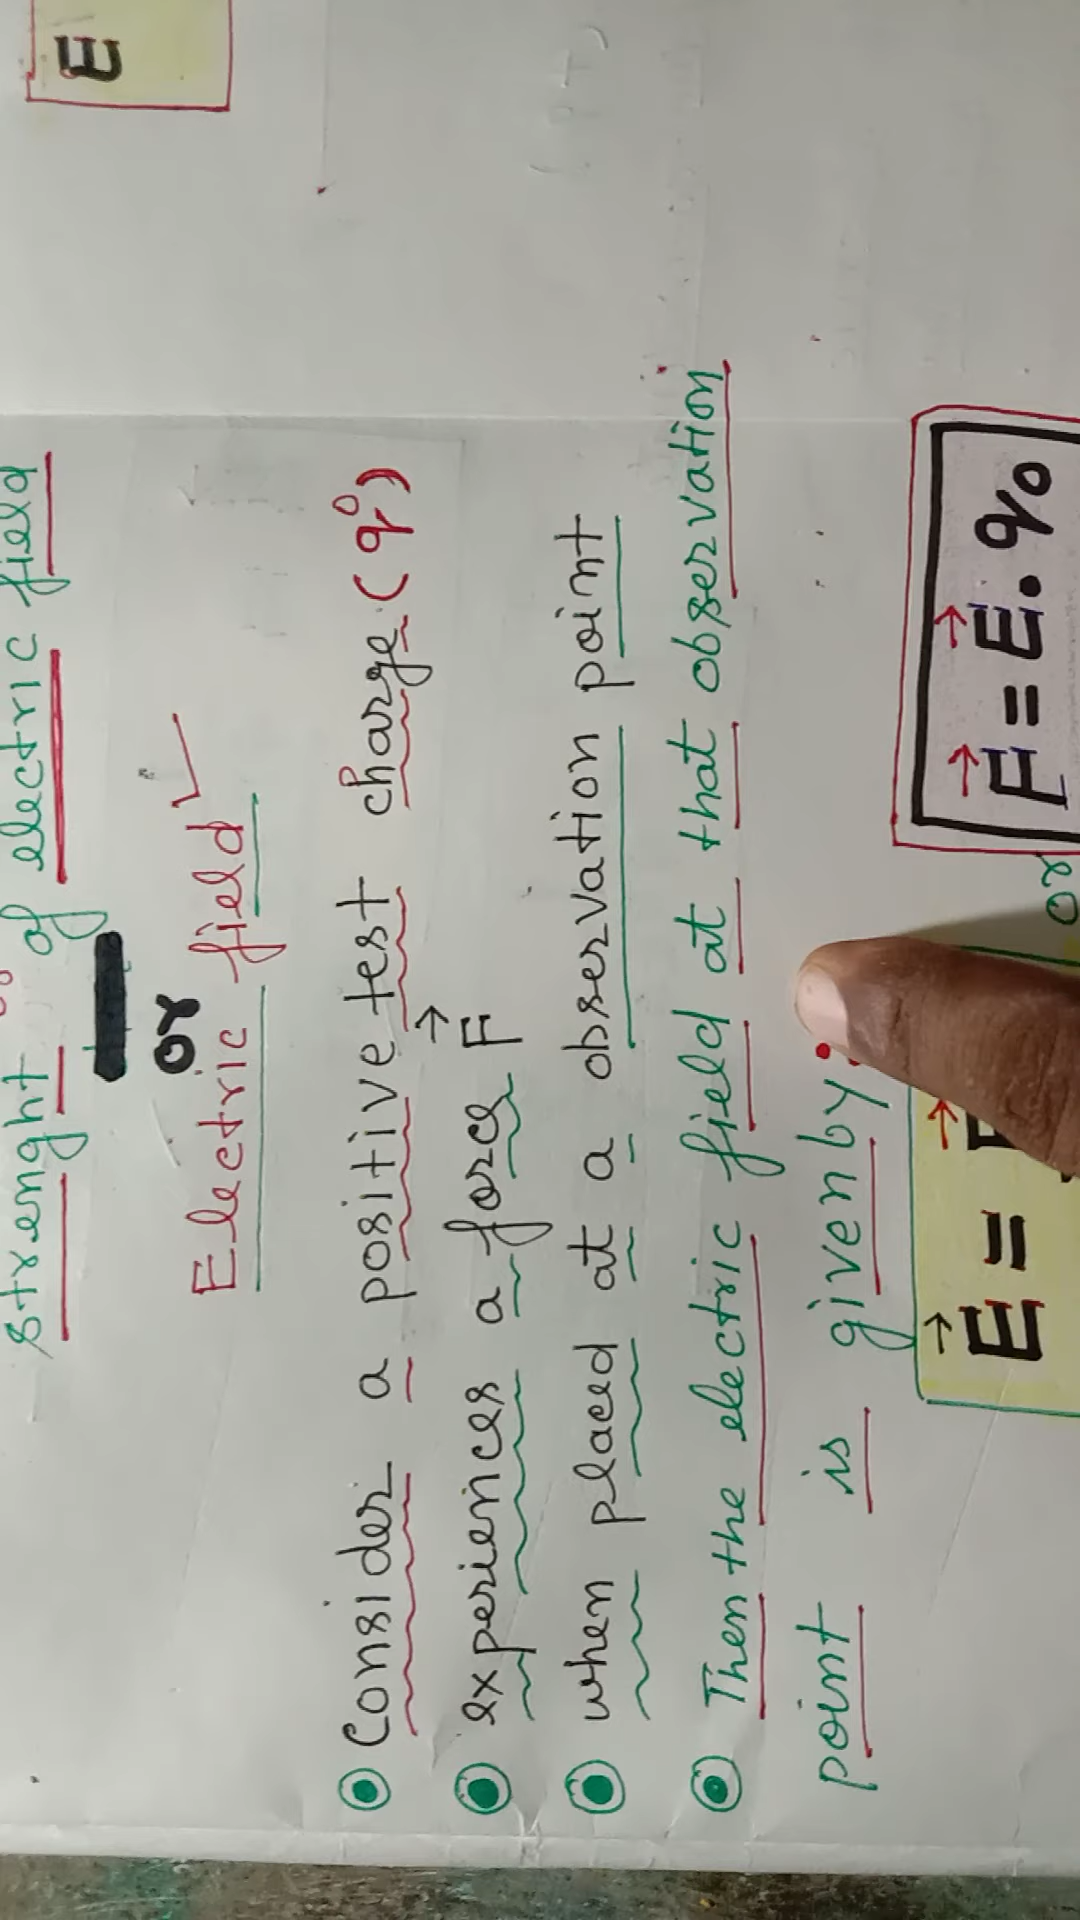 E
strenght of electric field
or
Electric field
Consider a positive test charge (q₀)
experiences a force F→
when placed at a observation point
Then the electric field at that observation
point is given by:
E→ =
or
F→ = E→. q₀